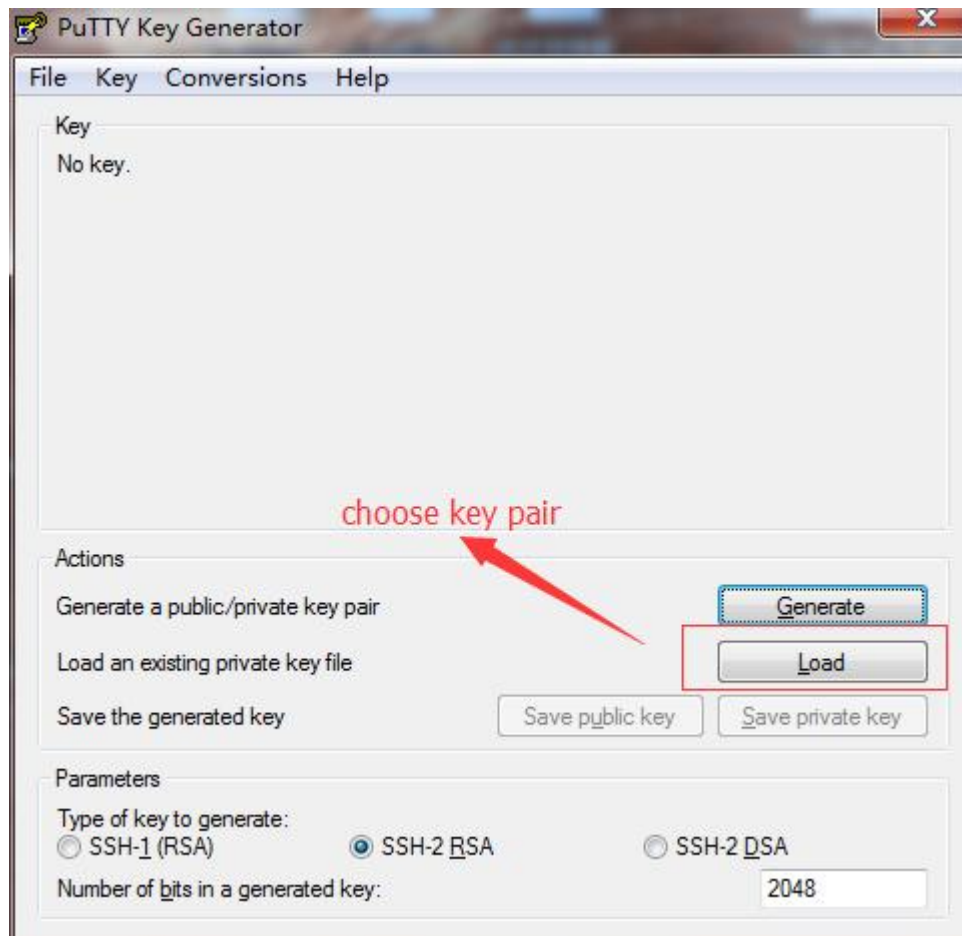 PuTTY Key Generator
File Key Conversions Help
Key
No key.
choose key pair
Actions
Generate a public/private key pair Generate
Load an existing private key file Load
Save the generated key Save public key Save private key
Parameters
Type of key to generate:
SSH-1 (RSA) SSH-2 RSA SSH-2 DSA
Number of bits in a generated key: 2048